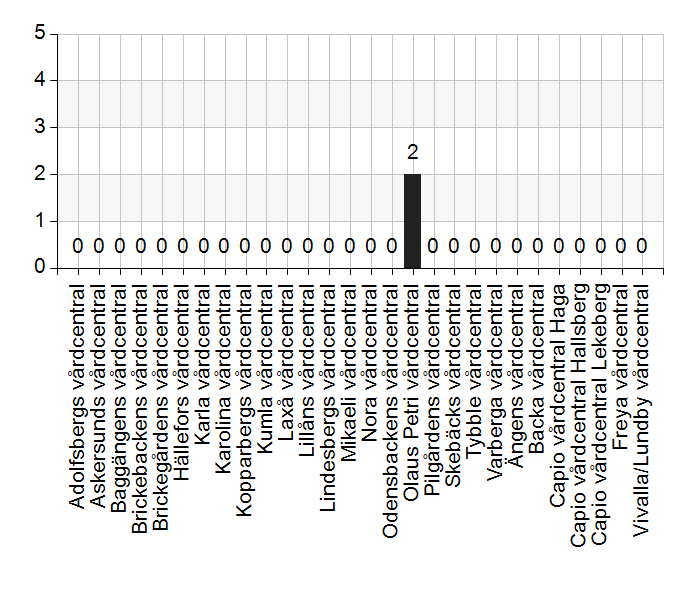 5
4
3
2
1
0
0 0 0 0 0 0 0 0 0 0 0 0 0 0 0 0 2 0 0 0 0 0 0 0 0 0 0 0
Adolfsbergs vårdcentral
Askersunds vårdcentral
Baggängens vårdcentral
Brickebackens vårdcentral
Brickegårdens vårdcentral
Hällefors vårdcentral
Karla vårdcentral
Karolina vårdcentral
Kopparbergs vårdcentral
Kumla vårdcentral
Laxå vårdcentral
Lillåns vårdcentral
Lindesbergs vårdcentral
Mikaeli vårdcentral
Nora vårdcentral
Odensbackens vårdcentral
Olaus Petri vårdcentral
Pilgårdens vårdcentral
Skebäcks vårdcentral
Tybble vårdcentral
Varberga vårdcentral
Ängens vårdcentral
Backa vårdcentral
Capio vårdcentral Haga
Capio vårdcentral Hallsberg
Capio vårdcentral Lekeberg
Freya vårdcentral
Vivalla/Lundby vårdcentral